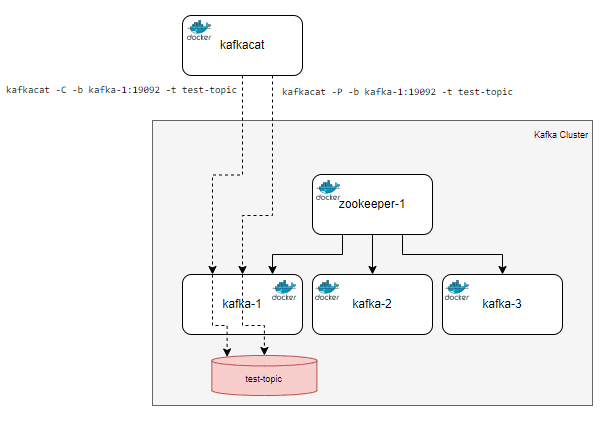 docker
kafkacat
kafkacat -C -b kafka-1:19092 -t test-topic
kafkacat -P -b kafka-1:19092 -t test-topic
Kafka Cluster
docker
zookeeper-1
kafka-1
docker
docker
kafka-2
docker
kafka-3
test-topic